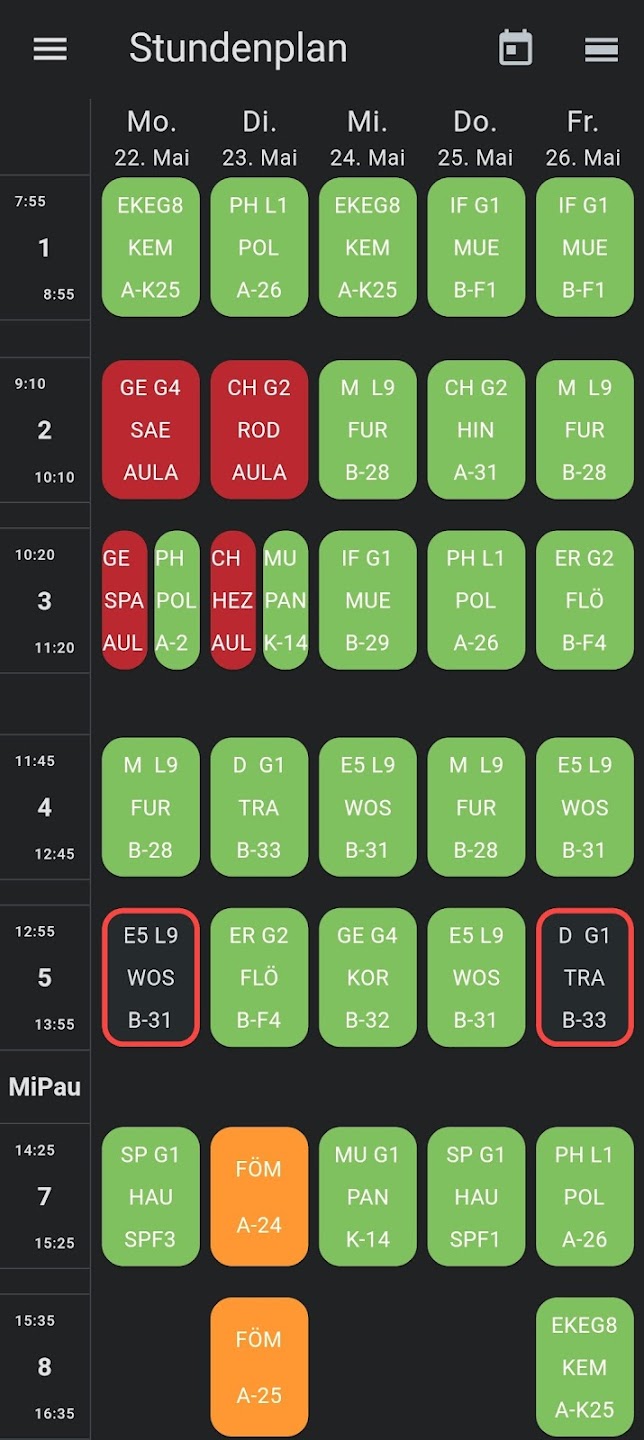 Stundenplan
Mo. Di. Mi. Do. Fr.
22. Mai 23. Mai 24. Mai 25. Mai 26. Mai
7:55
1
8:55
EKEG8 PH L1 EKEG8 IF G1 IF G1
KEM POL KEM MUE MUE
A-K25 A-26 A-K25 B-F1 B-F1
9:10
2
10:10
GE G4 CH G2 M L9 CH G2 M L9
SAE ROD FUR HIN FUR
AULA AULA B-28 A-31 B-28
10:20
3
11:20
GE PH CH MU IF G1 PH L1 ER G2
SPA POL HEZ PAN MUE POL FLÖ
AUL A-2 AUL K-14 B-29 A-26 B-F4
11:45
4
12:45
M L9 D G1 E5 L9 M L9 E5 L9
FUR TRA WOS FUR WOS
B-28 B-33 B-31 B-28 B-31
12:55
5
13:55
E5 L9 ER G2 GE G4 E5 L9 D G1
WOS FLÖ KOR WOS TRA
B-31 B-F4 B-32 B-31 B-33
MiPau
14:25
7
15:25
SP G1 FÖM MU G1 SP G1 PH L1
HAU PAN HAU POL
SPF3 A-24 K-14 SPF1 A-26
15:35
8
16:35
FÖM EKEG8
KEM
A-25 A-K25